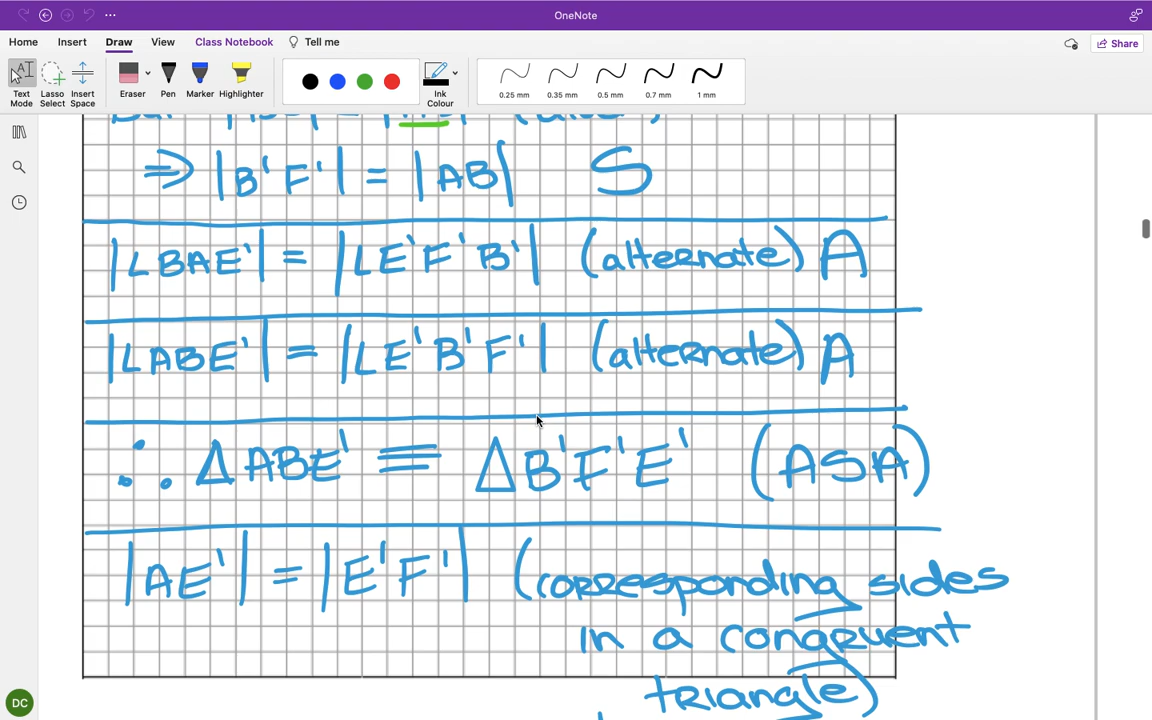 OneNote
Home Insert Draw View Class Notebook Tell me
Share
Text Mode
Lasso Select
Insert Space
Eraser
Pen
Marker
Highlighter
Ink Colour
0.25 mm
0.35 mm
0.5 mm
0.7 mm
1 mm
⇒ |B'F'| = |AB| S
|∠BAE'| = |∠E'F'B'| (alternate) A
|∠ABE'| = |∠E'B'F'| (alternate) A
∴ ΔABE' ≡ ΔB'F'E' (ASA)
|AE'| = |E'F'| (corresponding sides
in a congruent
triangle)
DC